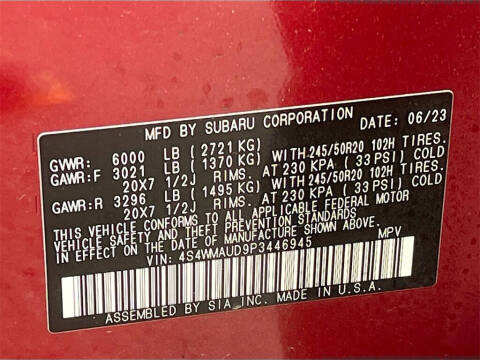 MFD BY SUBARU CORPORATION DATE: 06/23
GVWR: 6000 LB ( 2721 KG)
GAWR:F 3021 LB ( 1370 KG) WITH 245/50R20 102H TIRES.
20X7 1/2J RIMS. AT 230 KPA ( 33 PSI) COLD
GAWR:R 3296 LB ( 1495 KG) WITH 245/50R20 102H TIRES.
20X7 1/2J RIMS. AT 230 KPA ( 33 PSI) COLD
THIS VEHICLE CONFORMS TO ALL APPLICABLE FEDERAL MOTOR
VEHICLE SAFETY AND THEFT PREVENTION STANDARDS
IN EFFECT ON THE DATE OF MANUFACTURE SHOWN ABOVE.
VIN: 4S4WMAUD9P3446945 MPV
ASSEMBLED BY SIA, INC. MADE IN U.S.A.